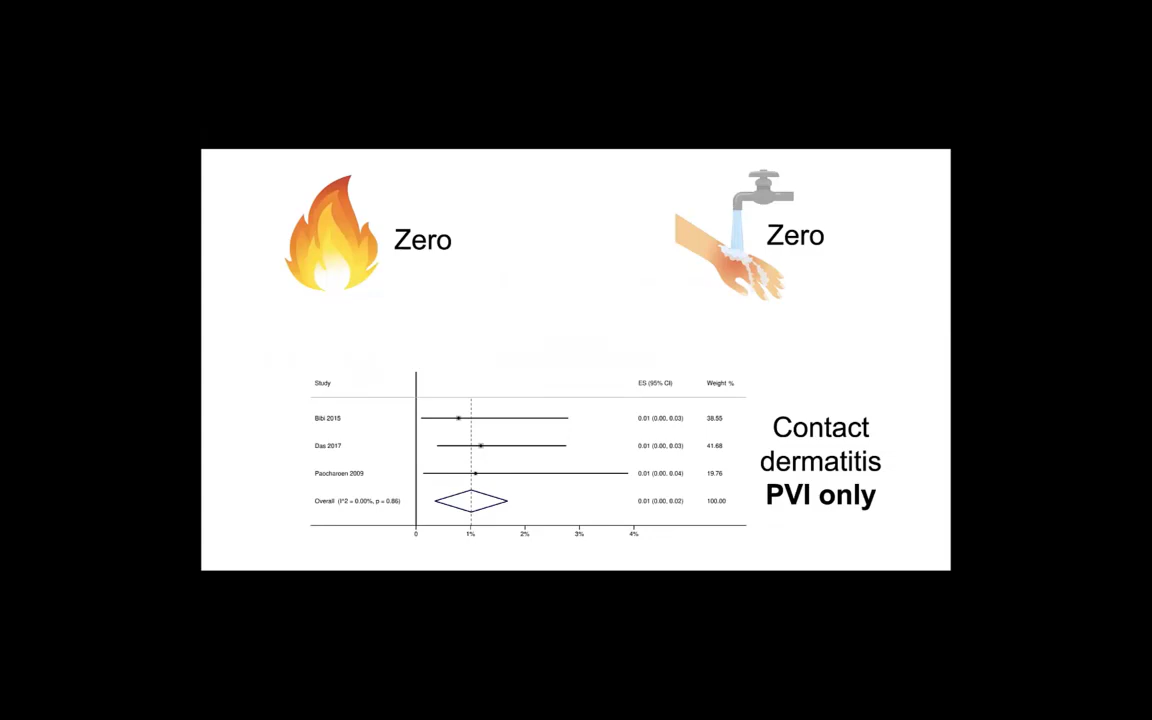 Zero
Zero
Study ES (95% CI) Weight %
Bibi 2015 0.01 (0.00, 0.03) 38.55
Das 2017 0.01 (0.00, 0.03) 41.68
Paocharoen 2009 0.01 (0.00, 0.04) 19.76
Overall (I^2 = 0.00%, p = 0.86) 0.01 (0.00, 0.02) 100.00
0 1% 2% 3% 4%
Contact
dermatitis
PVI only